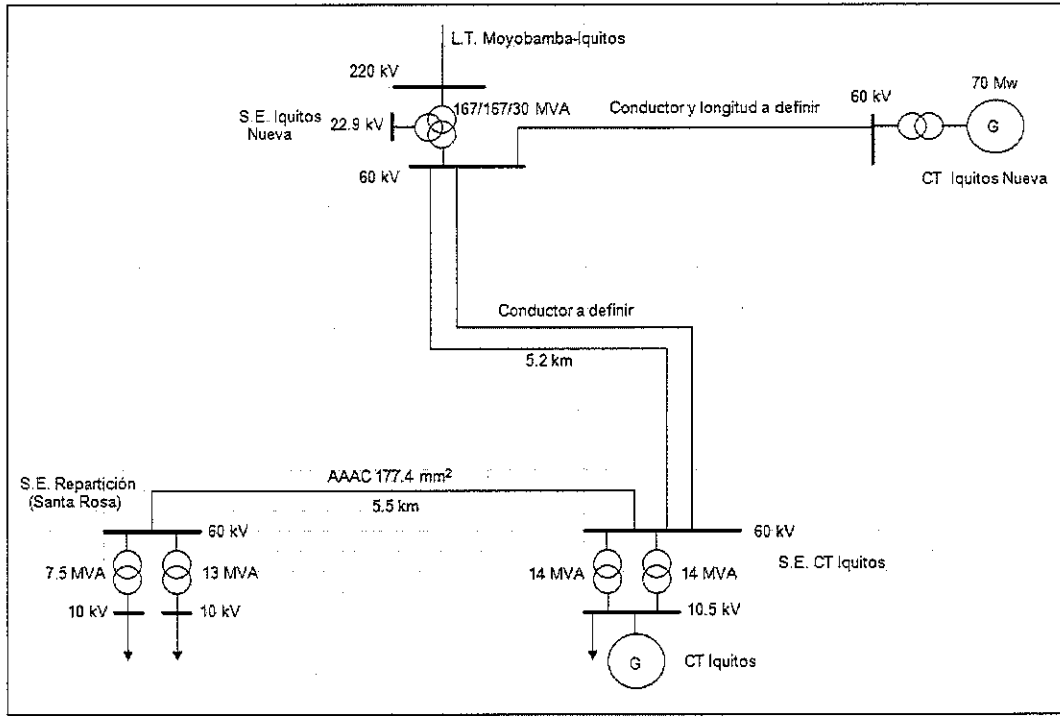 L.T. Moyobamba-Iquitos
220 kV
167/167/30 MVA
S.E. Iquitos
Nueva
22.9 kV
60 kV
Conductor y longitud a definir
60 kV
70 Mw
G
CT Iquitos Nueva
Conductor a definir
5.2 km
S.E. Repartición
(Santa Rosa)
AAAC 177.4 mm²
5.5 km
60 kV
7.5 MVA
13 MVA
10 kV
10 kV
60 kV
S.E. CT Iquitos
14 MVA
14 MVA
10.5 kV
G
CT Iquitos